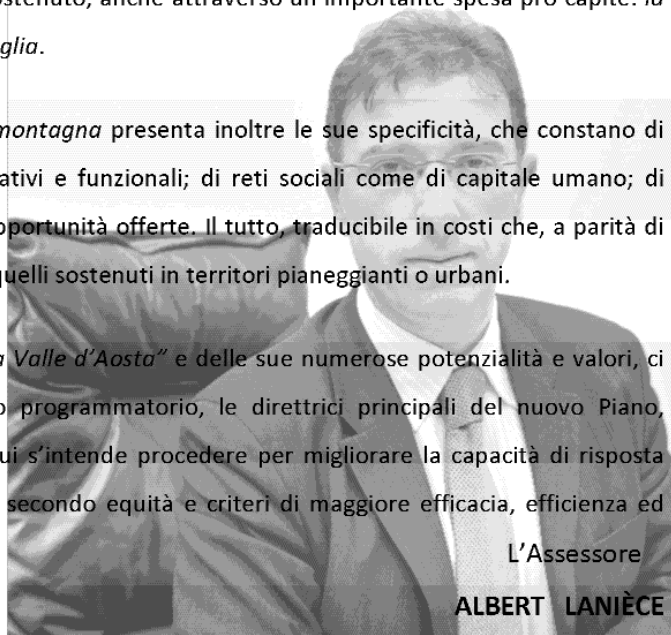 ostenuto, anche attraverso un importante spesa pro capite: la
glia.
montagna presenta inoltre le sue specificità, che constano di
ativi e funzionali; di reti sociali come di capitale umano; di
pportunità offerte. Il tutto, traducibile in costi che, a parità di
quelli sostenuti in territori pianeggianti o urbani.
a Valle d'Aosta" e delle sue numerose potenzialità e valori, ci
o programmatorio, le direttrici principali del nuovo Piano,
ui s'intende procedere per migliorare la capacità di risposta
secondo equità e criteri di maggiore efficacia, efficienza ed
L'Assessore
ALBERT LANIÈCE